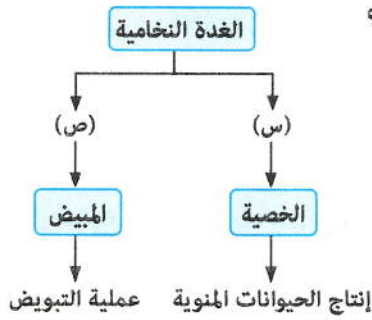 الغدة النخامية
(س)
(ص)
الخصية
المبيض
إنتاج الحيوانات المنوية
عملية التبويض